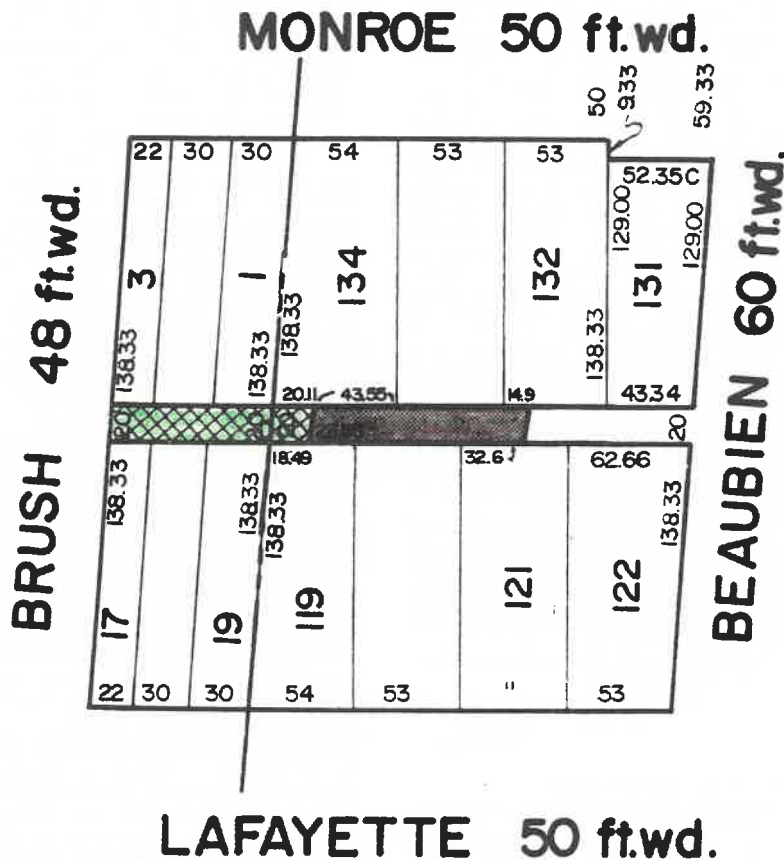 MONROE 50 ft.wd.
50
9.33
59.33
22 30 30 54 53 53
52.35C
129.00
129.00
BRUSH 48 ft.wd.
BEAUBIEN 60 ft.wd.
3 1 134 132 131
138.33
138.33
138.33
138.33
20.11 43.55 14.9 43.34
20
20
18.49 32.6 62.66
138.33
138.33
138.33
138.33
17 19 119 121 122
22 30 30 54 53 " 53
LAFAYETTE 50 ft.wd.